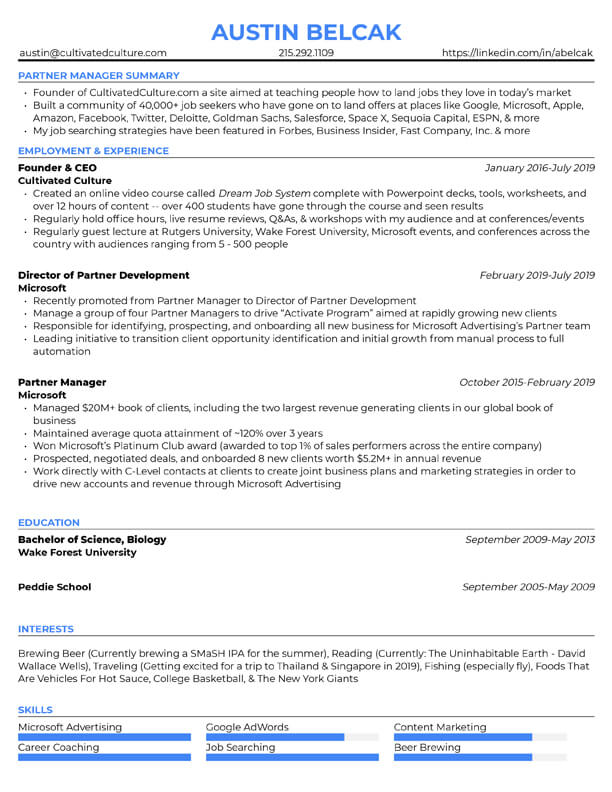 AUSTIN BELCAK
austin@cultivatedculture.com 215.292.1109 https://linkedin.com/in/abelcak
PARTNER MANAGER SUMMARY
• Founder of CultivatedCulture.com a site aimed at teaching people how to land jobs they love in today's market
• Built a community of 40,000+ job seekers who have gone on to land offers at places like Google, Microsoft, Apple,
Amazon, Facebook, Twitter, Deloitte, Goldman Sachs, Salesforce, Space X, Sequoia Capital, ESPN, & more
• My job searching strategies have been featured in Forbes, Business Insider, Fast Company, Inc. & more
EMPLOYMENT & EXPERIENCE
Founder & CEO January 2016-July 2019
Cultivated Culture
• Created an online video course called Dream Job System complete with Powerpoint decks, tools, worksheets, and
over 12 hours of content -- over 400 students have gone through the course and seen results
• Regularly hold office hours, live resume reviews, Q&As, & workshops with my audience and at conferences/events
• Regularly guest lecture at Rutgers University, Wake Forest University, Microsoft events, and conferences across the
country with audiences ranging from 5 - 500 people
Director of Partner Development February 2019-July 2019
Microsoft
• Recently promoted from Partner Manager to Director of Partner Development
• Manage a group of four Partner Managers to drive "Activate Program" aimed at rapidly growing new clients
• Responsible for identifying, prospecting, and onboarding all new business for Microsoft Advertising's Partner team
• Leading initiative to transition client opportunity identification and initial growth from manual process to full
automation
Partner Manager October 2015-February 2019
Microsoft
• Managed $20M+ book of clients, including the two largest revenue generating clients in our global book of
business
• Maintained average quota attainment of ~120% over 3 years
• Won Microsoft's Platinum Club award (awarded to top 1% of sales performers across the entire company)
• Prospected, negotiated deals, and onboarded 8 new clients worth $5.2M+ in annual revenue
• Work directly with C-Level contacts at clients to create joint business plans and marketing strategies in order to
drive new accounts and revenue through Microsoft Advertising
EDUCATION
Bachelor of Science, Biology September 2009-May 2013
Wake Forest University
Peddie School September 2005-May 2009
INTERESTS
Brewing Beer (Currently brewing a SMaSH IPA for the summer), Reading (Currently: The Uninhabitable Earth - David
Wallace Wells), Traveling (Getting excited for a trip to Thailand & Singapore in 2019), Fishing (especially fly), Foods That
Are Vehicles For Hot Sauce, College Basketball, & The New York Giants
SKILLS
Microsoft Advertising Google AdWords Content Marketing
Career Coaching Job Searching Beer Brewing